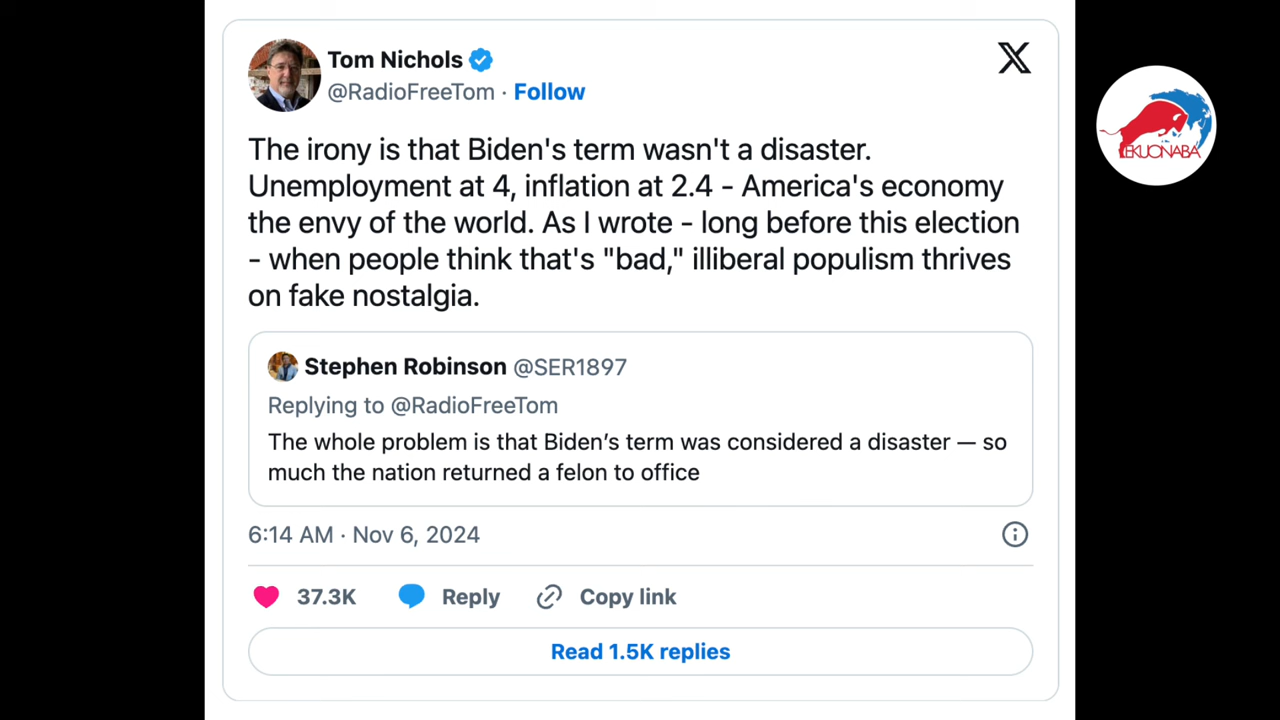 Tom Nichols
@RadioFreeTom · Follow
The irony is that Biden's term wasn't a disaster.
Unemployment at 4, inflation at 2.4 - America's economy
the envy of the world. As I wrote - long before this election
- when people think that's "bad," illiberal populism thrives
on fake nostalgia.
Stephen Robinson @SER1897
Replying to @RadioFreeTom
The whole problem is that Biden’s term was considered a disaster — so
much the nation returned a felon to office
6:14 AM · Nov 6, 2024
37.3K
Reply
Copy link
Read 1.5K replies
EKUONABA